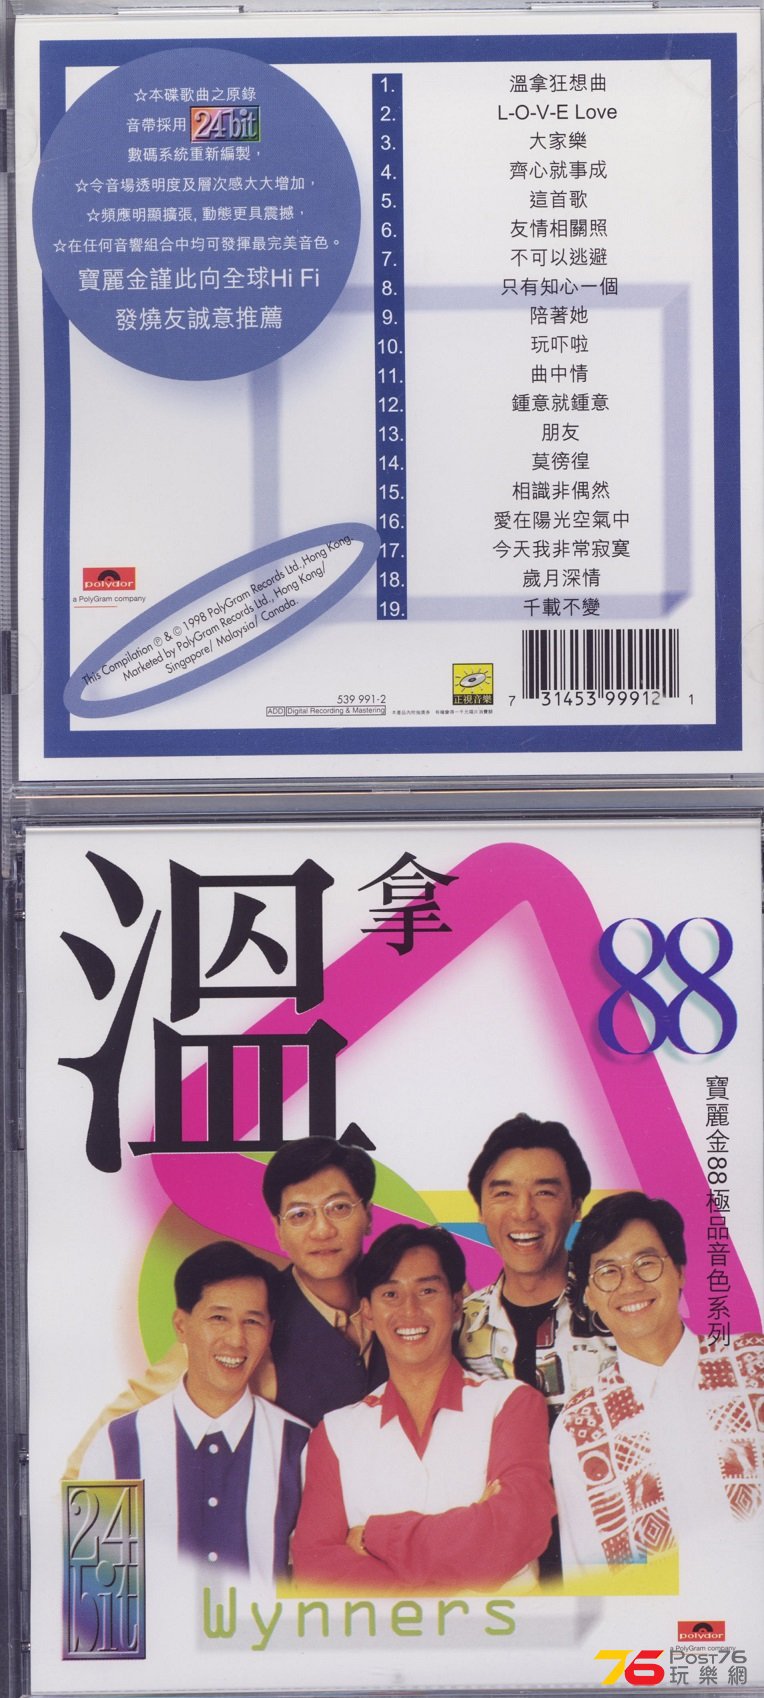 ☆本碟歌曲之原錄
音帶採用 24 bit
數碼系統重新編製，
☆令音場透明度及層次感大大增加，
☆頻應明顯擴張, 動態更具震撼，
☆在任何音響組合中均可發揮最完美音色。
寶麗金謹此向全球Hi Fi
發燒友誠意推薦
1. 溫拿狂想曲
2. L-O-V-E Love
3. 大家樂
4. 齊心就事成
5. 這首歌
6. 友情相關照
7. 不可以逃避
8. 只有知心一個
9. 陪著她
10. 玩吓啦
11. 曲中情
12. 鍾意就鍾意
13. 朋友
14. 莫徬徨
15. 相識非偶然
16. 愛在陽光空氣中
17. 今天我非常寂寞
18. 歲月深情
19. 千載不變
polydor
a PolyGram company
This Compilation ℗ & © 1998 PolyGram Records Ltd.,Hong Kong.
Marketed by PolyGram Records Ltd., Hong Kong/
Singapore/ Malaysia/ Canada.
539 991-2
ADD Digital Recording & Mastering
正視音樂
7 31453 99912 1
溫拿
88
寶麗金88極品音色系列
24 bit
Wynners
polydor
a PolyGram company
76 POST76
玩樂網